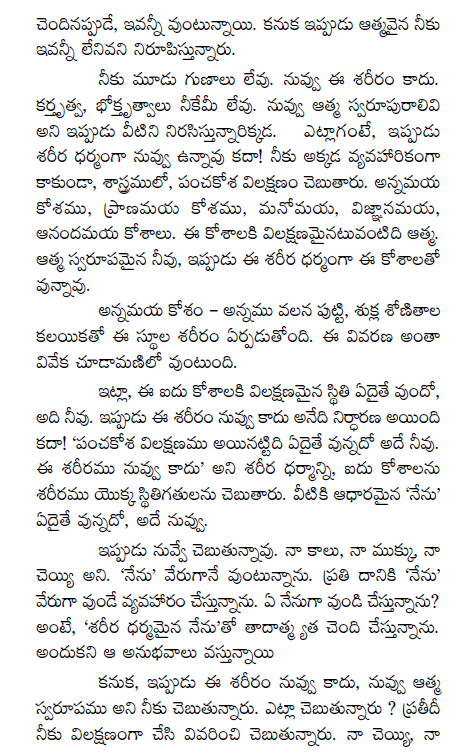 చెందినప్పుడే, ఇవన్నీ వుంటున్నాయి. కనుక ఇప్పుడు ఆత్మవైన నీకు
ఇవన్నీ లేనివని నిరూపిస్తున్నారు.
నీకు మూడు గుణాలు లేవు. నువ్వు ఈ శరీరం కాదు.
కర్తృత్వ, భోక్తృత్వాలు నీకేమీ లేవు. నువ్వు ఆత్మ స్వరూపురాలివి
అని ఇప్పుడు వీటిని నిరసిస్తున్నారిక్కడ. ఎట్లాగంటే, ఇప్పుడు
శరీర ధర్మంగా నువ్వు ఉన్నావు కదా! నీకు అక్కడ వ్యవహారికంగా
కాకుండా, శాస్త్రములో, పంచకోశ విలక్షణం చెబుతారు. అన్నమయ
కోశము, ప్రాణమయ కోశము, మనోమయ, విజ్ఞానమయ,
ఆనందమయ కోశాలు. ఈ కోశాలకి విలక్షణమైనటువంటిది ఆత్మ.
ఆత్మ స్వరూపమైన నీవు, ఇప్పుడు ఈ శరీర ధర్మంగా ఈ కోశాలతో
వున్నావు.
అన్నమయ కోశం – అన్నము వలన పుట్టి, శుక్ల శోణితాల
కలయికతో ఈ స్థూల శరీరం ఏర్పడుతోంది. ఈ వివరణ అంతా
వివేక చూడామణిలో వుంటుంది.
ఇట్లా, ఈ ఐదు కోశాలకి విలక్షణమైన స్థితి ఏదైతే వుందో,
అది నీవు. ఇప్పుడు ఈ శరీరం నువ్వు కాదు అనేది నిర్ధారణ అయింది
కదా! ‘పంచకోశ విలక్షణము అయినట్టిది ఏదైతే వున్నదో అదే నీవు.
ఈ శరీరము నువ్వు కాదు’ అని శరీర ధర్మాన్ని, ఐదు కోశాలను
శరీరము యొక్క స్థితిగతులను చెబుతారు. వీటికి ఆధారమైన ‘నేను’
ఏదైతే వున్నదో, అదే నువ్వు.
ఇప్పుడు నువ్వే చెబుతున్నావు. నా కాలు, నా ముక్కు, నా
చెయ్యి అని. ‘నేను’ వేరుగానే వుంటున్నాను. ప్రతి దానికి ‘నేను’
వేరుగా వుండే వ్యవహారం చేస్తున్నాను. ఏ నేనుగా వుండి చేస్తున్నాను?
అంటే, ‘శరీర ధర్మమైన నేను’తో తాదాత్మ్యత చెంది చేస్తున్నాను.
అందుకని ఆ అనుభవాలు వస్తున్నాయి
కనుక, ఇప్పుడు ఈ శరీరం నువ్వు కాదు, నువ్వు ఆత్మ
స్వరూపము అని నీకు చెబుతున్నారు. ఎట్లా చెబుతున్నారు ? ప్రతీదీ
నీకు విలక్షణంగా చేసి వివరించి చెబుతున్నారు. నా చెయ్యి, నా